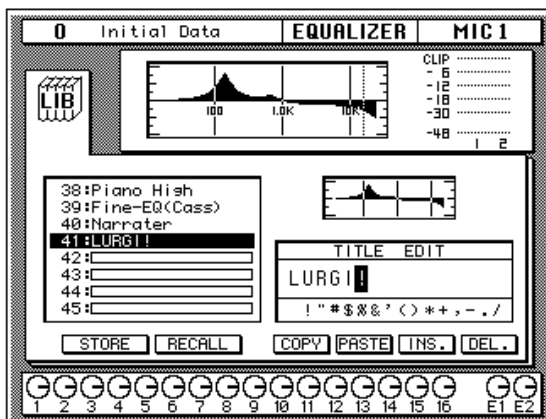 0 Initial Data EQUALIZER MIC 1
CLIP
- 6
-12
-18
-30
-48
1 2
100 1.0K 10K
LIB
38:Piano High
39:Fine-EQ(Cass)
40:Narrater
41:LURGI!
42:
43:
44:
45:
TITLE EDIT
LURGI!
!"#$%&'()*+,-./
STORE RECALL COPY PASTE INS. DEL.
1 2 3 4 5 6 7 8 9 10 11 12 13 14 15 16 E1 E2